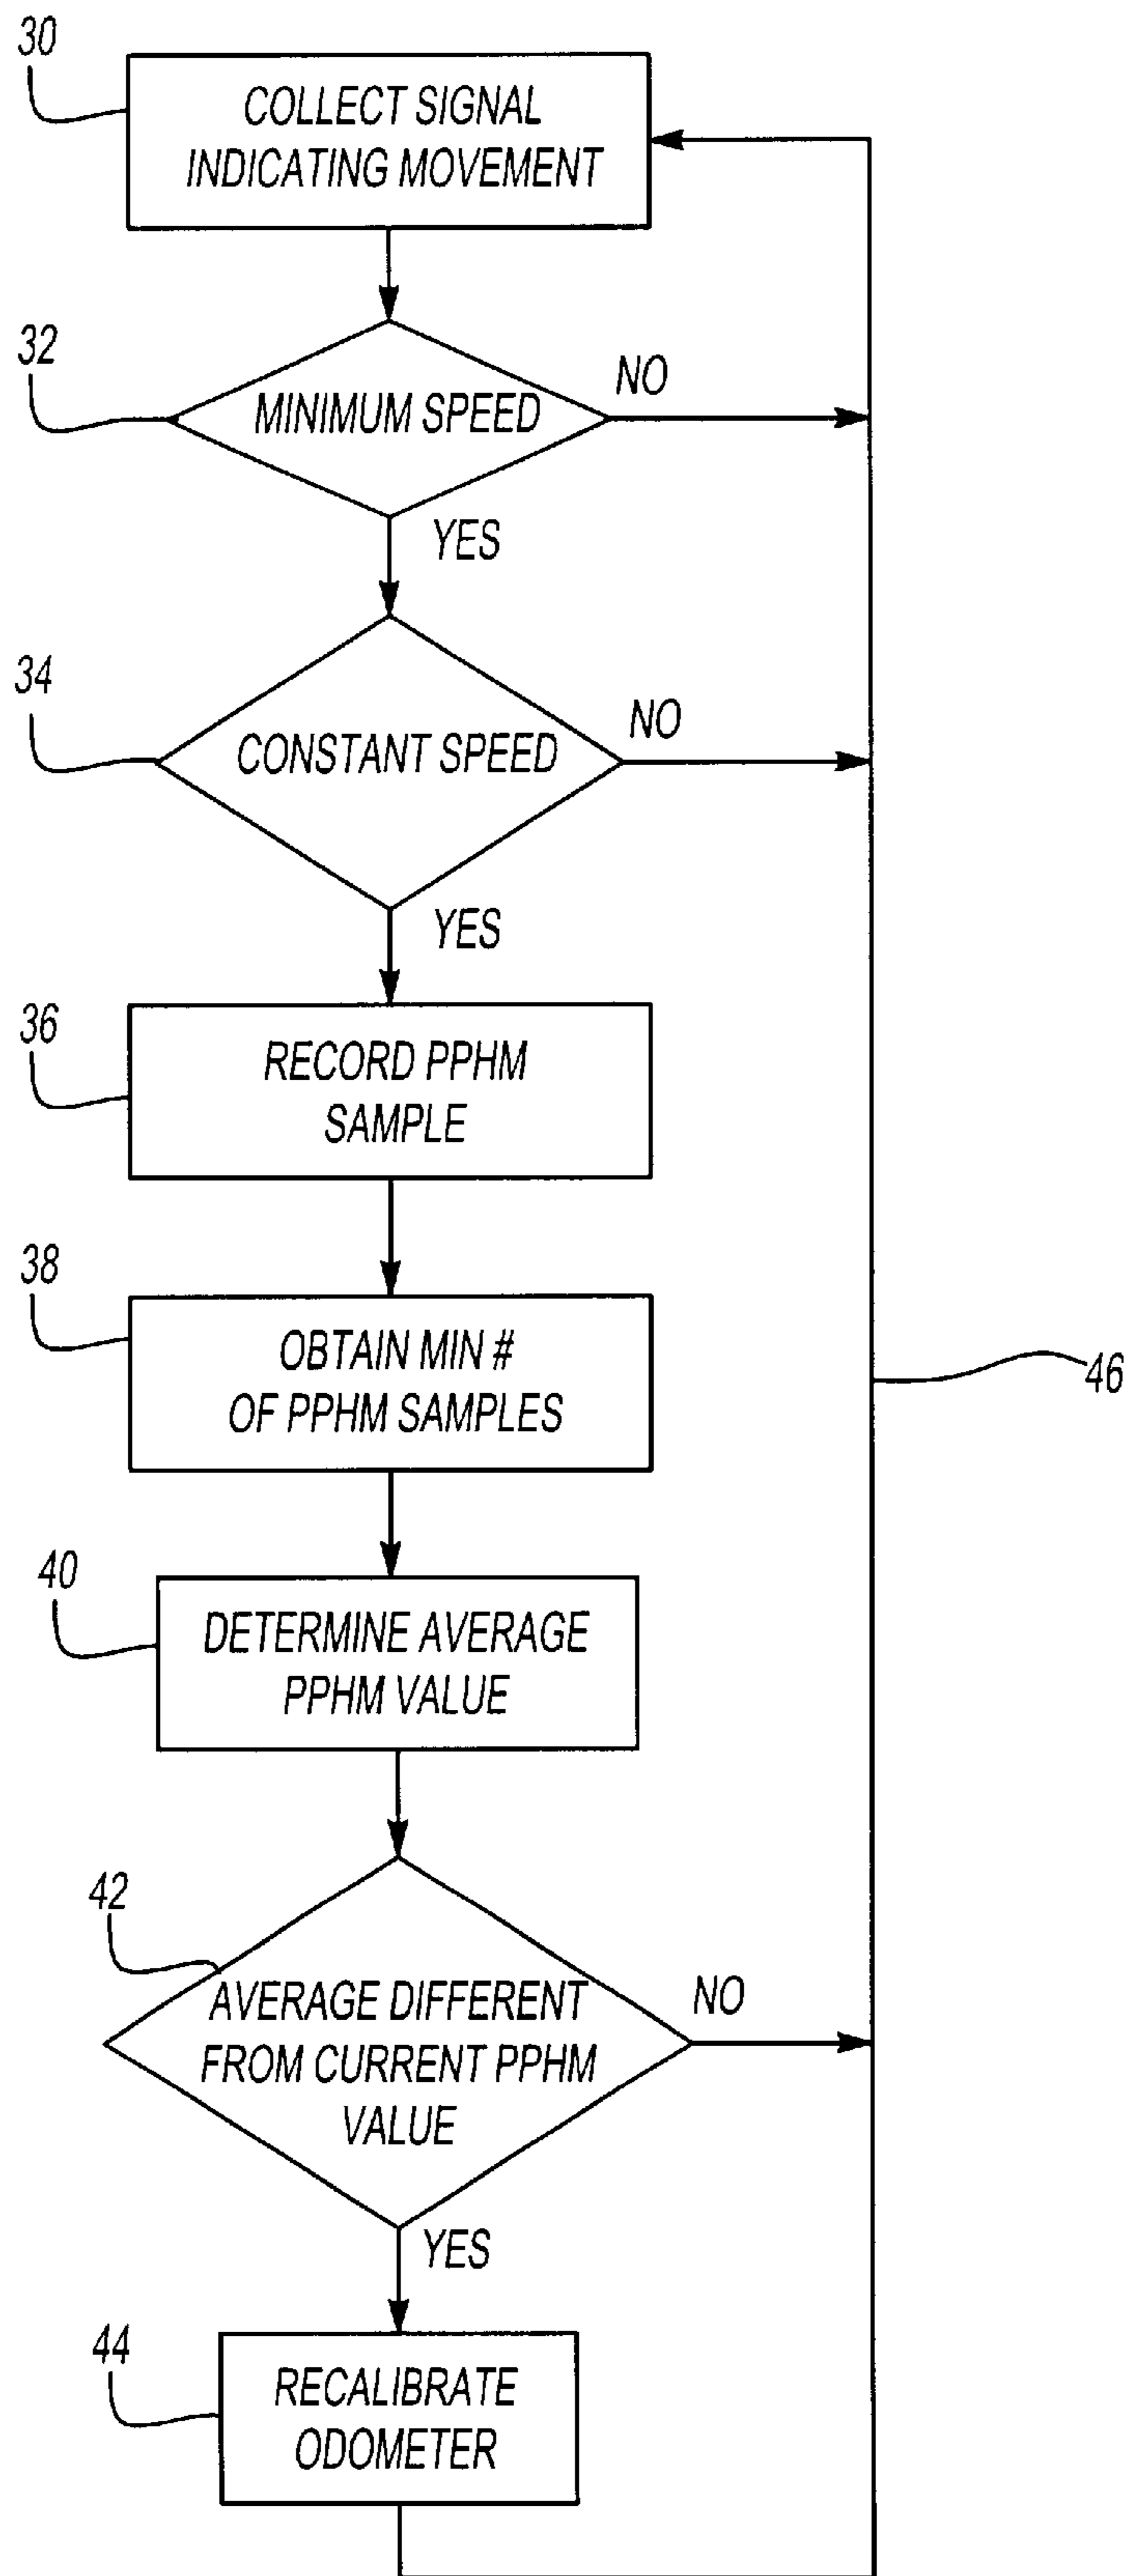 30
COLLECT SIGNAL
INDICATING MOVEMENT
32
MINIMUM SPEED
NO
YES
34
CONSTANT SPEED
NO
YES
36
RECORD PPHM
SAMPLE
38
OBTAIN MIN #
OF PPHM SAMPLES
46
40
DETERMINE AVERAGE
PPHM VALUE
42
AVERAGE DIFFERENT
FROM CURRENT PPHM
VALUE
NO
YES
44
RECALIBRATE
ODOMETER